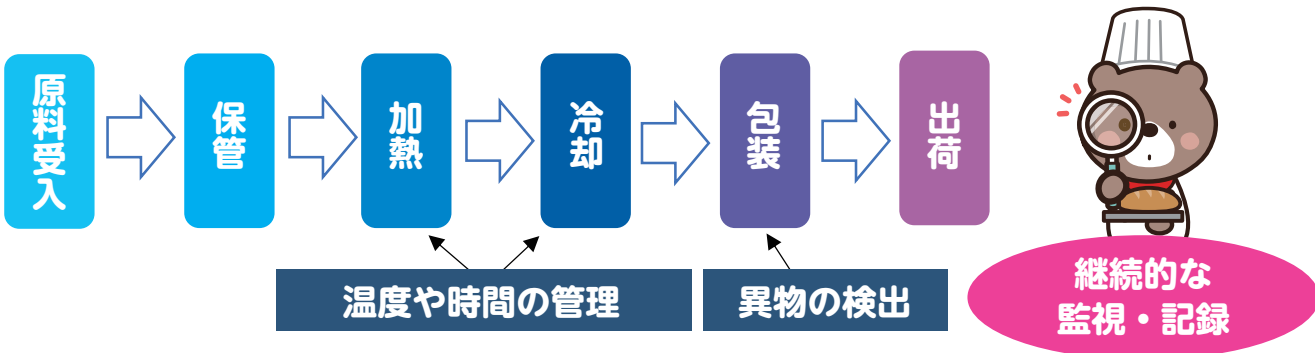 原料受入
保管
加熱
冷却
包装
出荷
温度や時間の管理
異物の検出
継続的な
監視・記録